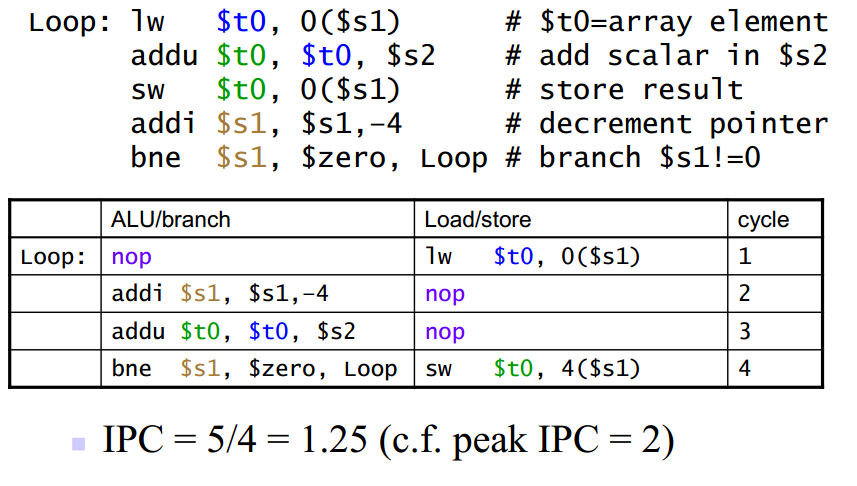 Loop: lw $t0, 0($s1) # $t0=array element
addu $t0, $t0, $s2 # add scalar in $s2
sw $t0, 0($s1) # store result
addi $s1, $s1,–4 # decrement pointer
bne $s1, $zero, Loop # branch $s1!=0
ALU/branch Load/store cycle
Loop: nop lw $t0, 0($s1) 1
addi $s1, $s1,–4 nop 2
addu $t0, $t0, $s2 nop 3
bne $s1, $zero, Loop sw $t0, 4($s1) 4
IPC = 5/4 = 1.25 (c.f. peak IPC = 2)